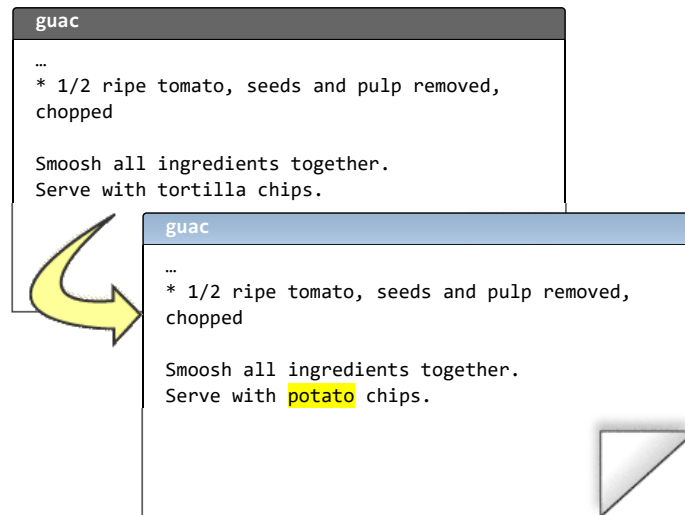 guac
…
* 1/2 ripe tomato, seeds and pulp removed,
chopped
Smoosh all ingredients together.
Serve with tortilla chips.
guac
…
* 1/2 ripe tomato, seeds and pulp removed,
chopped
Smoosh all ingredients together.
Serve with potato chips.